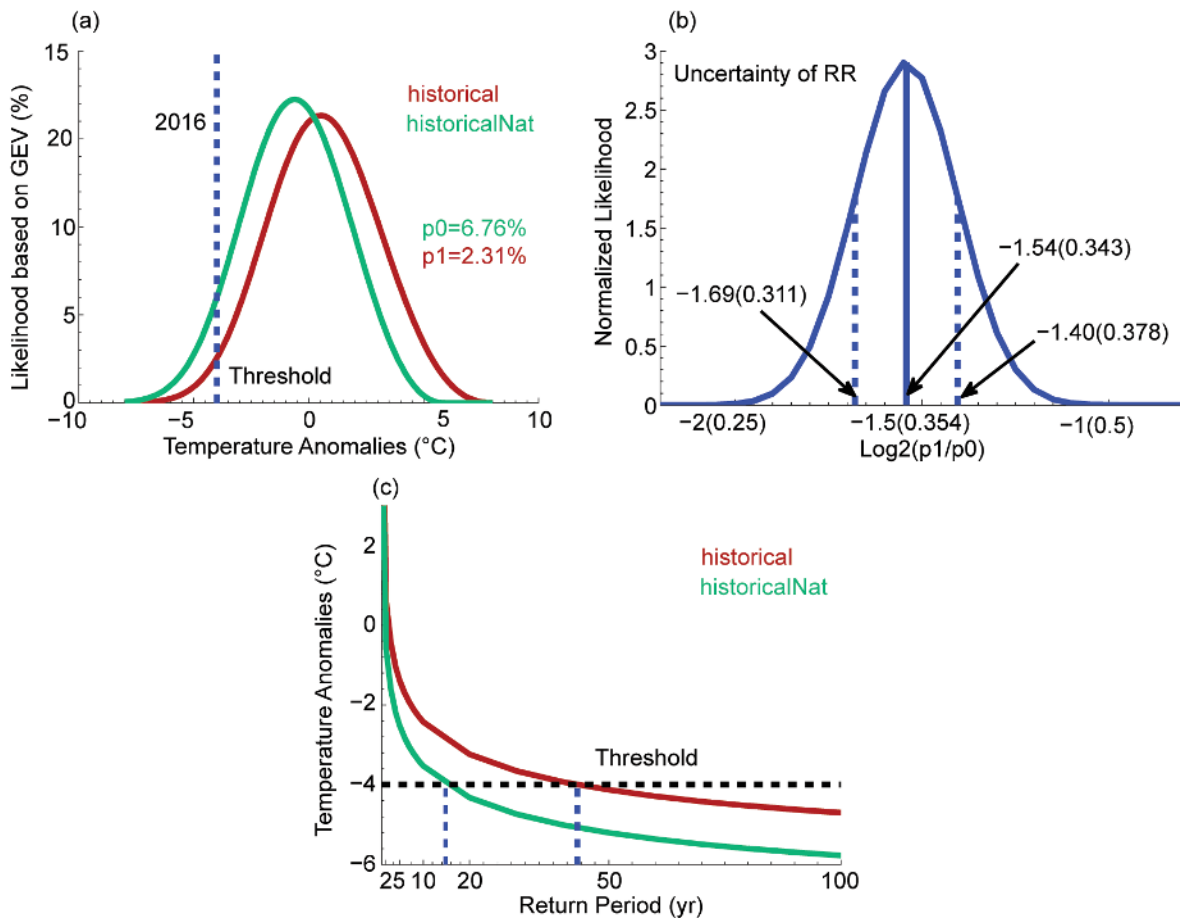 (a)
15
20
10
5
0
Likelihood based on GEV (%)
2016
historical
historicalNat
p0=6.76%
p1=2.31%
Threshold
−10 −5 0 5 10
Temperature Anomalies (°C)
(b)
3
2.5
2
1.5
1
0.5
0
Normalized Likelihood
Uncertainty of RR
−1.54(0.343)
−1.69(0.311)
−1.40(0.378)
−2(0.25) −1.5(0.354) −1(0.5)
Log2(p1/p0)
(c)
2
0
−2
−4
−6
Temperature Anomalies (°C)
historical
historicalNat
Threshold
25 10 20 50 100
Return Period (yr)